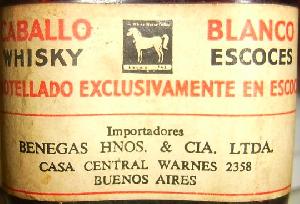 CABALLO BLANCO
WHISKY ESCOCES
OTELLADO EXCLUSIVAMENTE EN ESCO
Importadores
BENEGAS HNOS. & CIA. LTDA.
CASA CENTRAL WARNES 2358
BUENOS AIRES